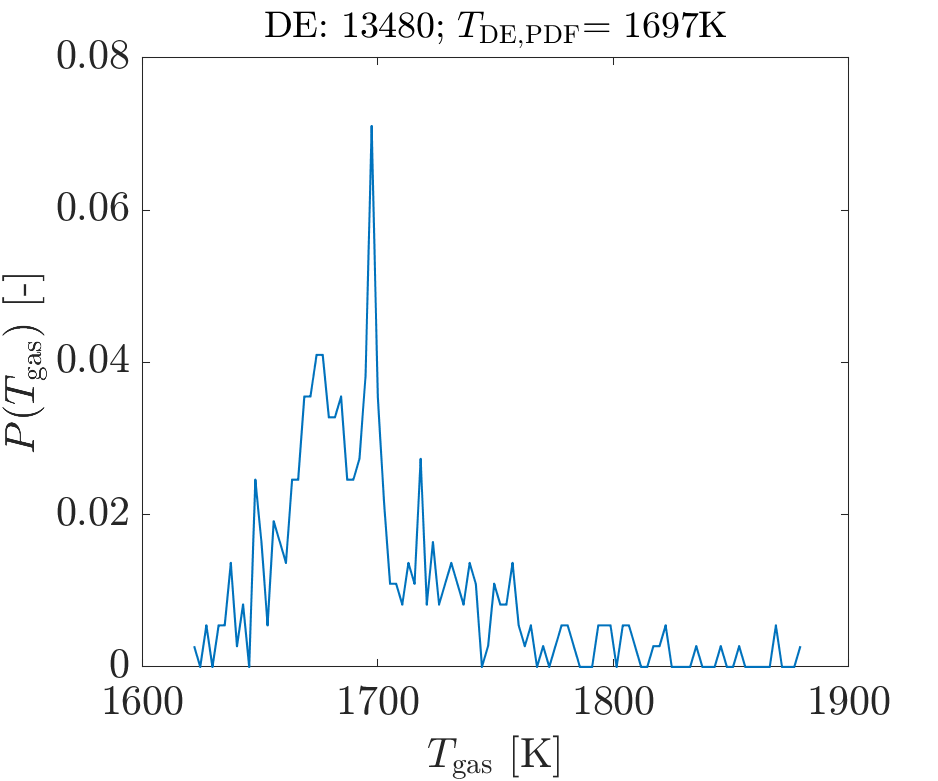 DE: 13480; T_DE,PDF= 1697K
0.08
0.06
0.04
0.02
0
P(T_gas) [-]
1600 1700 1800 1900
T_gas [K]